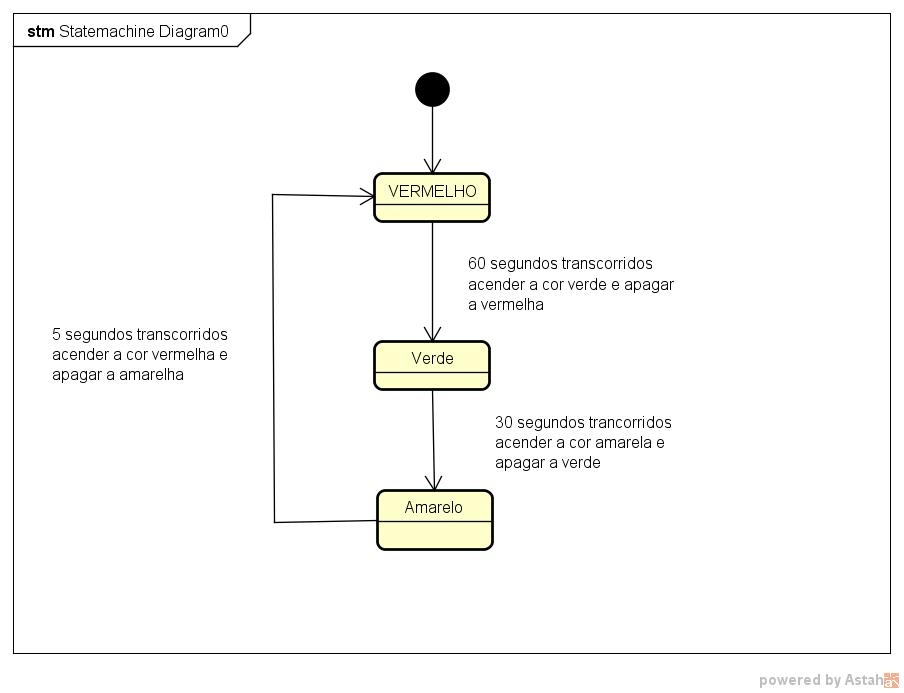 stm Statemachine Diagram0
VERMELHO
60 segundos transcorridos
acender a cor verde e apagar
a vermelha
5 segundos transcorridos
acender a cor vermelha e
apagar a amarelha
Verde
30 segundos trancorridos
acender a cor amarela e
apagar a verde
Amarelo
powered by Astah